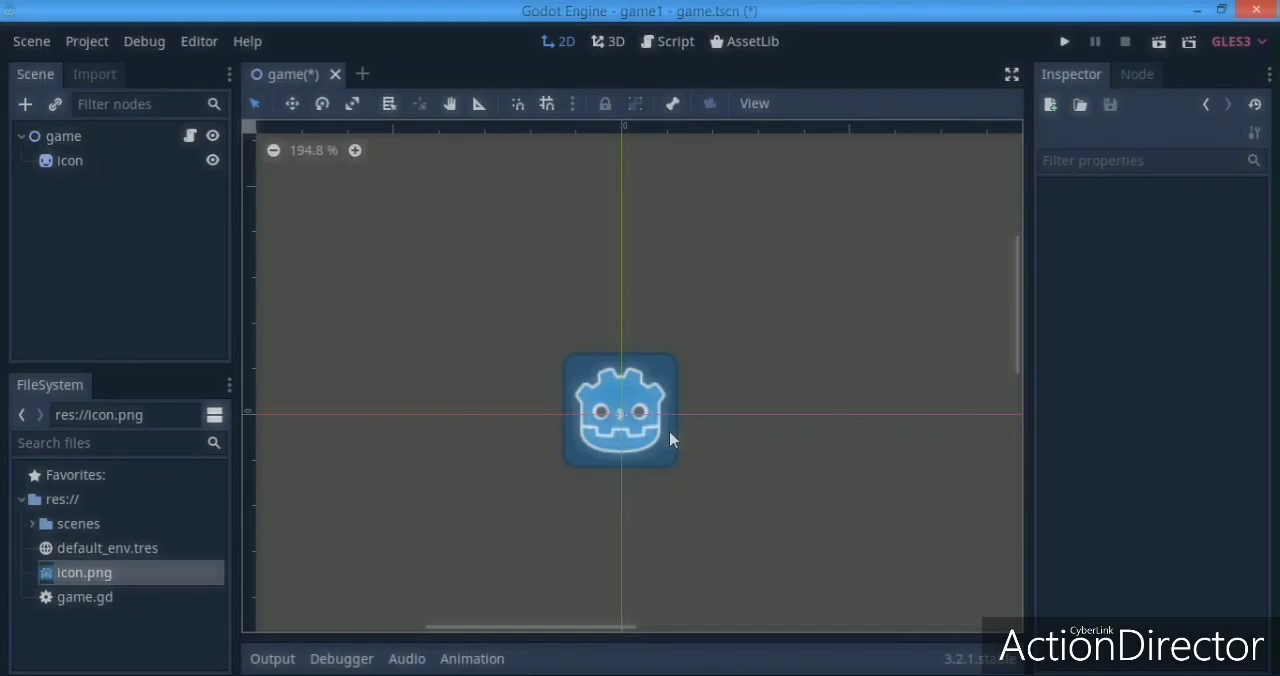 Godot Engine - game1 - game.tscn (*)
Scene Project Debug Editor Help
2D 3D Script AssetLib
GLES3
Scene Import
game(*)
Inspector Node
Filter nodes
View
game
icon
0
194.8 %
Filter properties
0
FileSystem
res://icon.png
Search files
Favorites:
res://
scenes
default_env.tres
icon.png
game.gd
Output Debugger Audio Animation
3.2.1.stable
CyberLink
ActionDirector